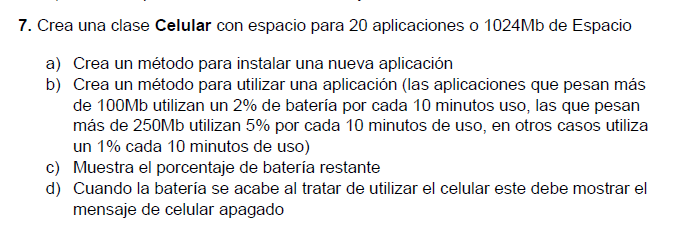 7. Crea una clase Celular con espacio para 20 aplicaciones o 1024Mb de Espacio
a) Crea un método para instalar una nueva aplicación
b) Crea un método para utilizar una aplicación (las aplicaciones que pesan más
de 100Mb utilizan un 2% de batería por cada 10 minutos uso, las que pesan
más de 250Mb utilizan 5% por cada 10 minutos de uso, en otros casos utiliza
un 1% cada 10 minutos de uso)
c) Muestra el porcentaje de batería restante
d) Cuando la batería se acabe al tratar de utilizar el celular este debe mostrar el
mensaje de celular apagado